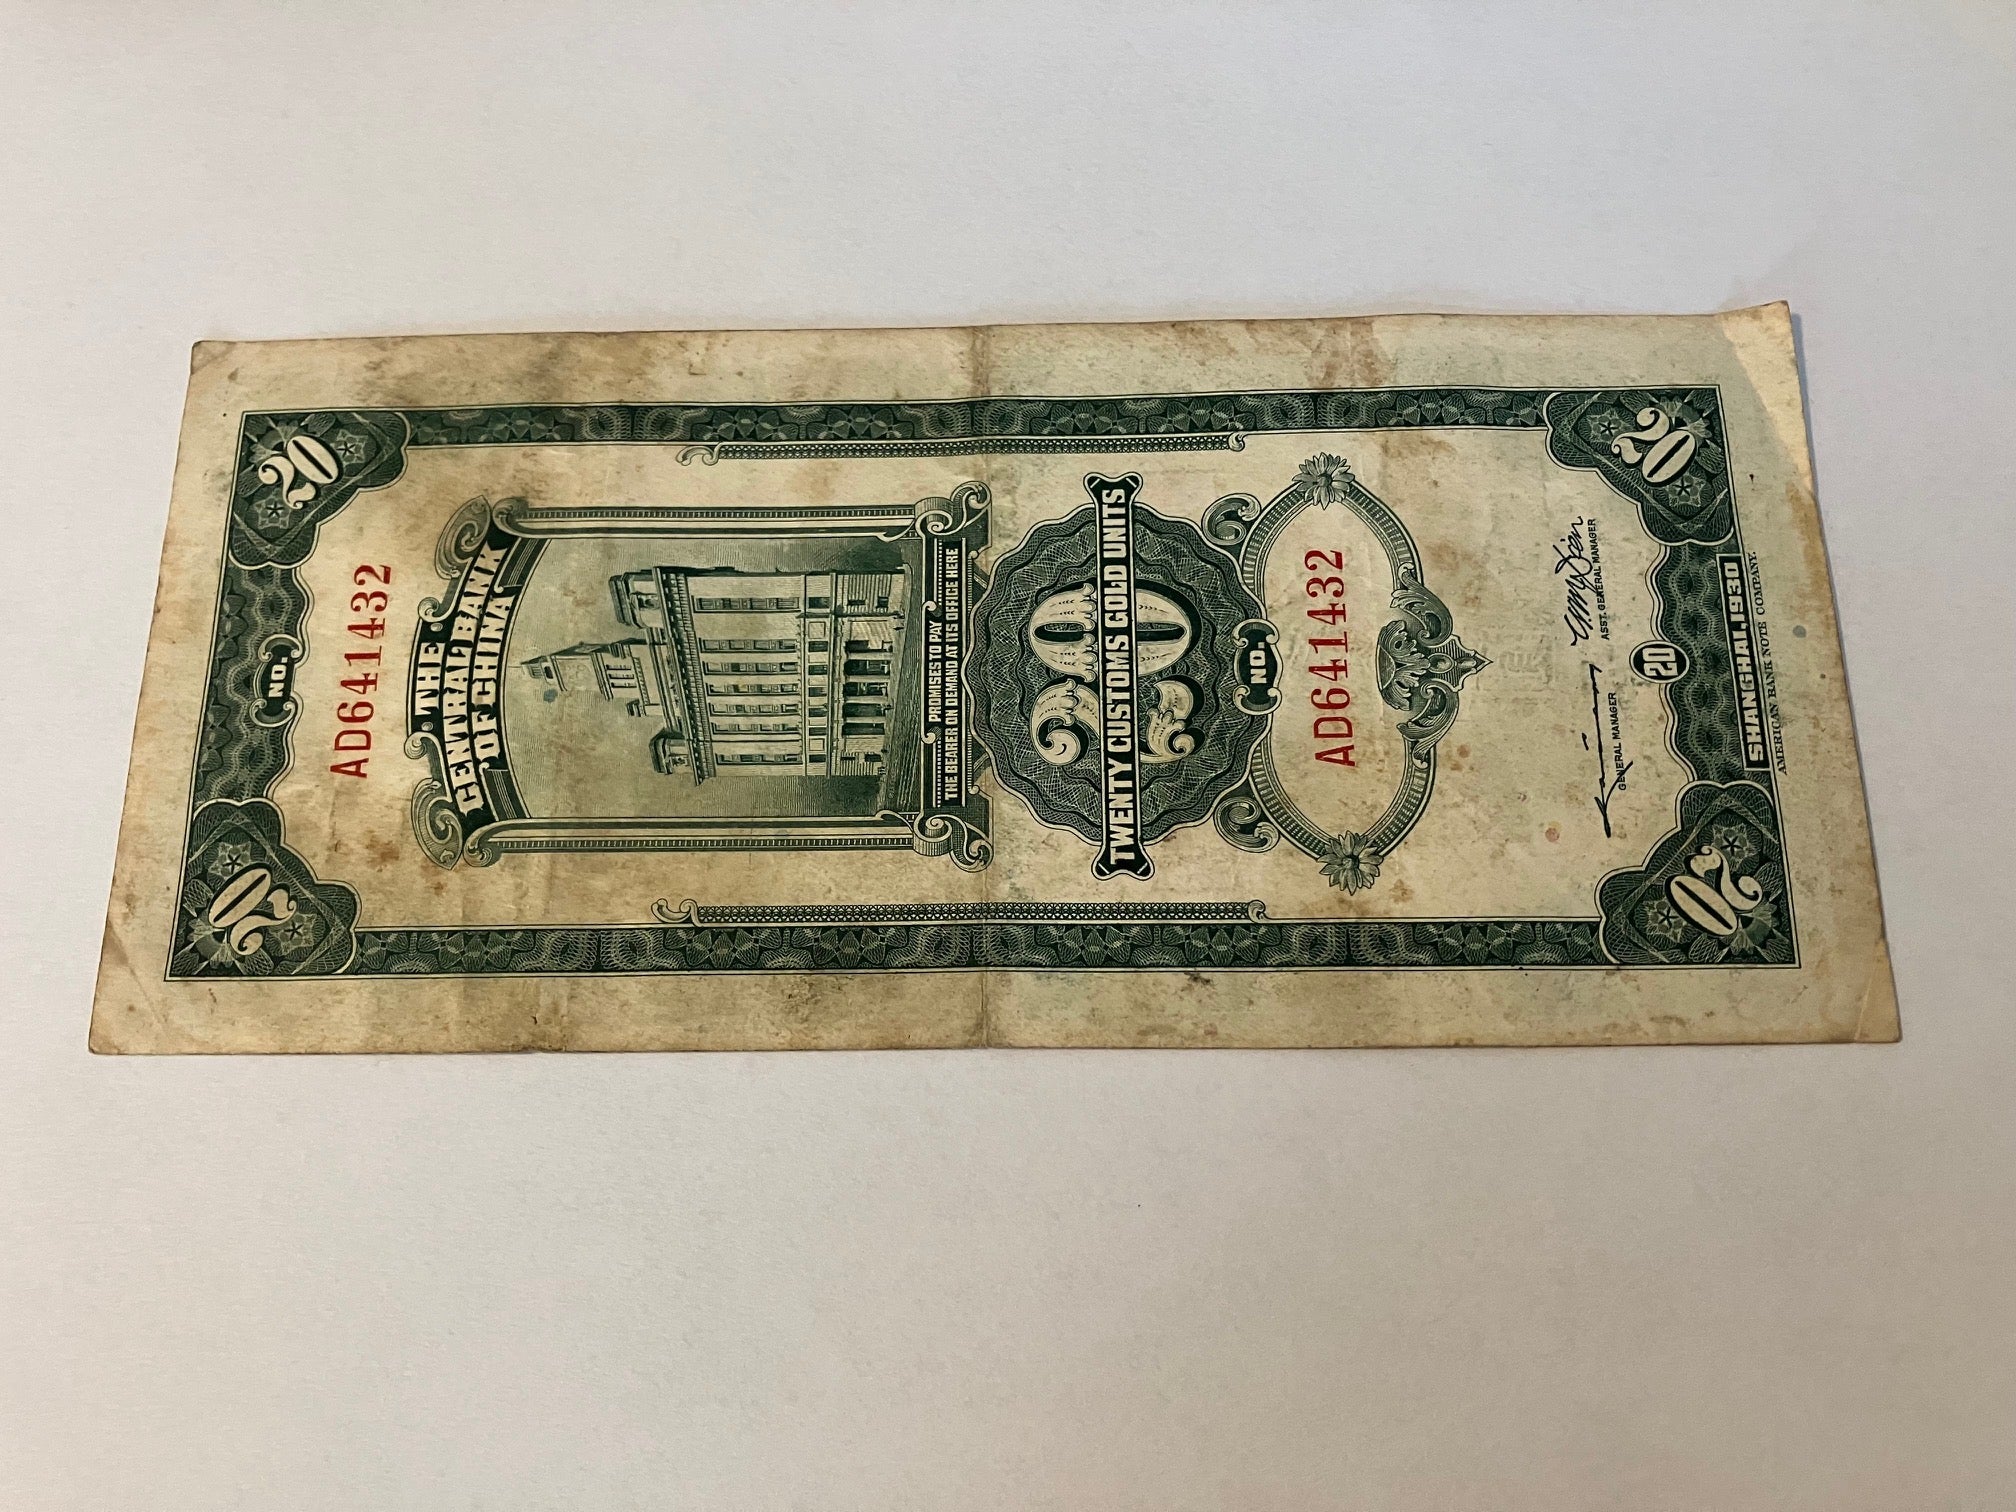 20 20
NO.
AD641432
· THE ·
CENTRAL BANK
OF CHINA
PROMISES TO PAY
THE BEARER ON DEMAND AT ITS OFFICE HERE
20
TWENTY CUSTOMS GOLD UNITS
NO.
AD641432
GENERAL MANAGER
ASST. GENERAL MANAGER
20
20 20
SHANGHAI, 1930
AMERICAN BANK NOTE COMPANY.